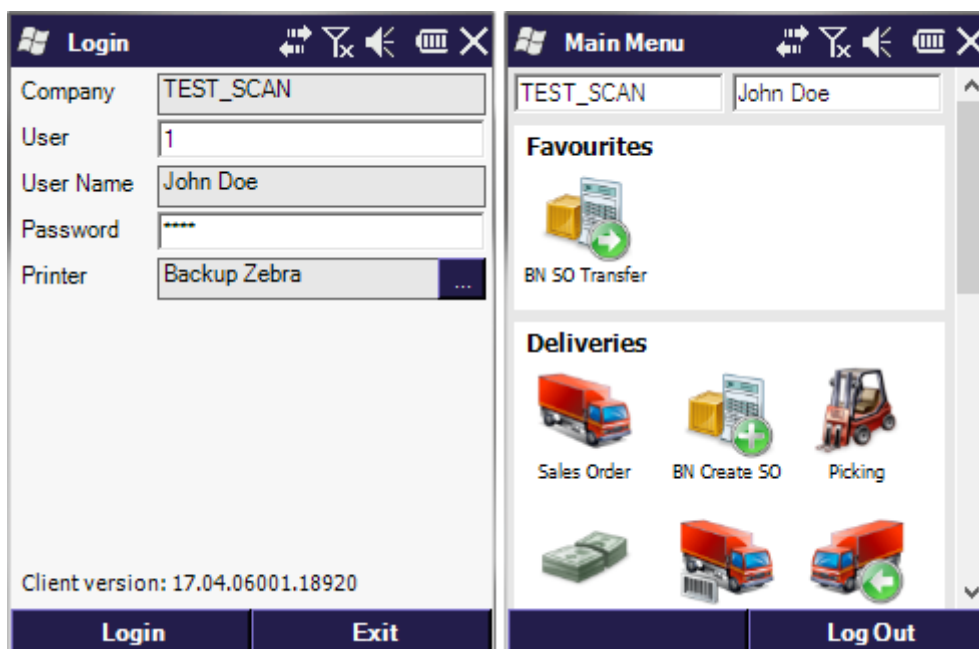 Login
Company TEST_SCAN
User 1
User Name John Doe
Password ****
Printer Backup Zebra ...
Client version: 17.04.06001.18920
Login Exit
Main Menu
TEST_SCAN John Doe
Favourites
BN SO Transfer
Deliveries
Sales Order BN Create SO Picking
Log Out